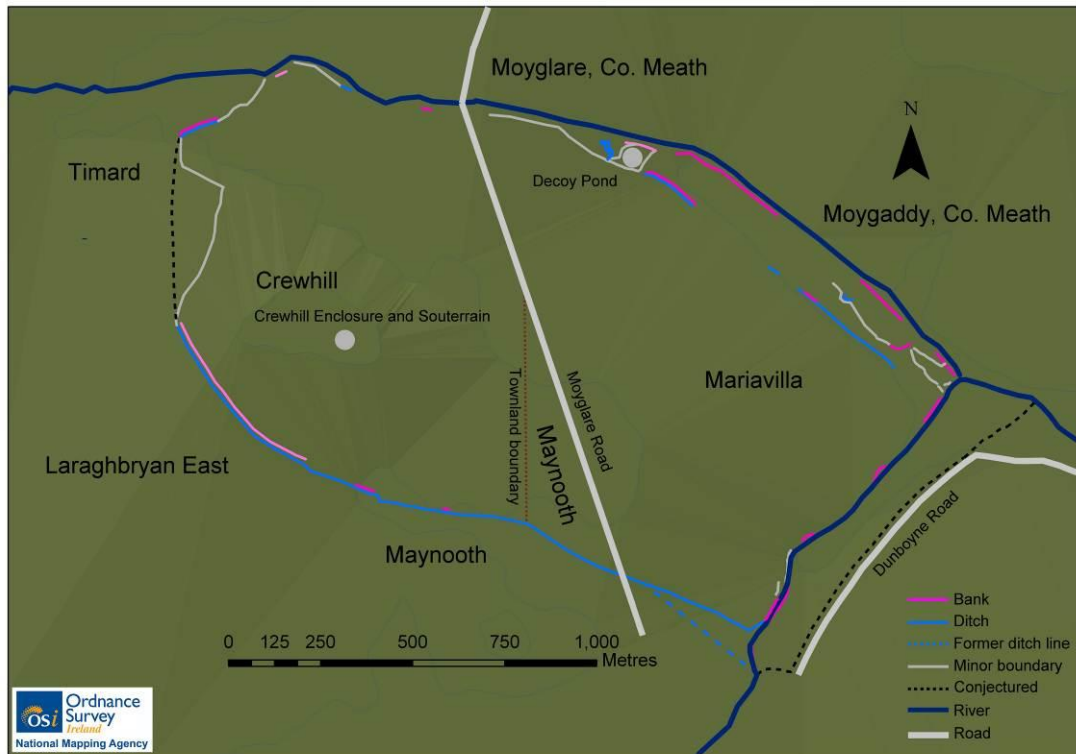 Moyglare, Co. Meath
N
Timard
Decoy Pond
Moygaddy, Co. Meath
Crewhill
Crewhill Enclosure and Souterrain
Townland boundary
Moyglare Road
Maynooth
Mariavilla
Laraghbryan East
Maynooth
Dunboyne Road
Bank
Ditch
Former ditch line
Minor boundary
Conjectured
River
Road
0 125 250 500 750 1,000
Metres
OSi
Ordnance
Survey
Ireland
National Mapping Agency